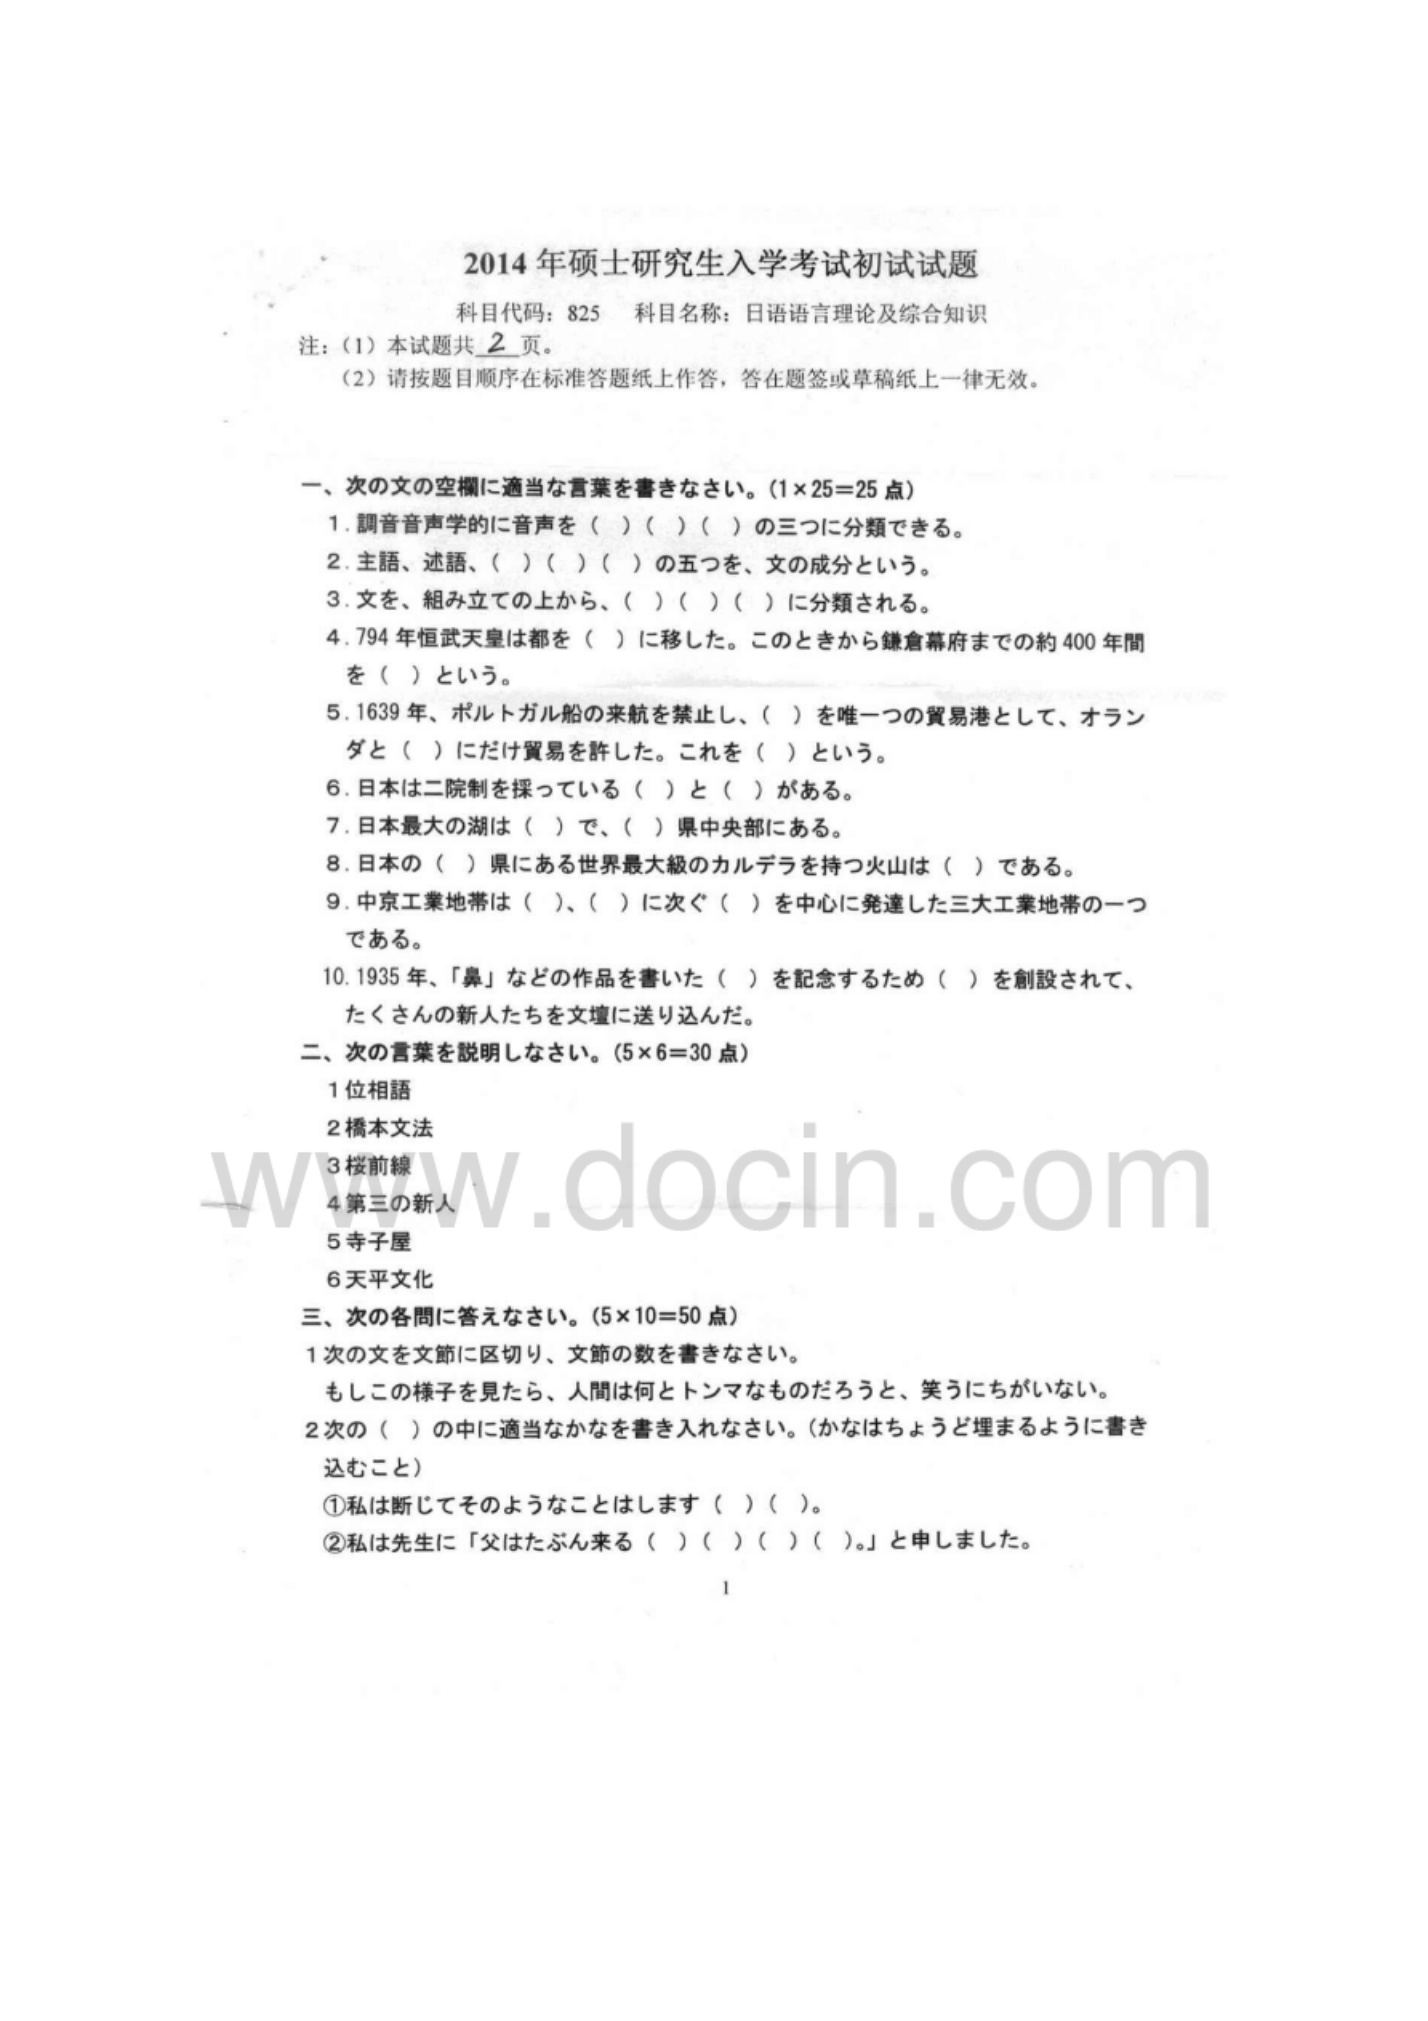 2014 年硕士研究生入学考试初试试题
科目代码：825 科目名称：日语语言理论及综合知识
注：（1）本试题共 2 页。
（2）请按题目顺序在标准答题纸上作答，答在题签或草稿纸上一律无效。
一、次の文の空欄に適当な言葉を書きなさい。(1×25＝25 点)
1．調音音声学的に音声を（ ）（ ）（ ）の三つに分類できる。
2．主語、述語、（ ）（ ）（ ）の五つを、文の成分という。
3．文を、組み立ての上から、（ ）（ ）（ ）に分類される。
4．794 年恒武天皇は都を（ ）に移した。このときから鎌倉幕府までの約 400 年間
を（ ）という。
5．1639 年、ポルトガル船の来航を禁止し、（ ）を唯一つの貿易港として、オラン
ダと（ ）にだけ貿易を許した。これを（ ）という。
6．日本は二院制を採っている（ ）と（ ）がある。
7．日本最大の湖は（ ）で、（ ）県中央部にある。
8．日本の（ ）県にある世界最大級のカルデラを持つ火山は（ ）である。
9．中京工業地帯は（ ）、（ ）に次ぐ（ ）を中心に発達した三大工業地帯の一つ
である。
10．1935 年、「鼻」などの作品を書いた（ ）を記念するため（ ）を創設されて、
たくさんの新人たちを文壇に送り込んだ。
二、次の言葉を説明しなさい。(5×6＝30 点)
1位相語
2橋本文法
3桜前線
4第三の新人
5寺子屋
6天平文化
www.docin.com
三、次の各問に答えなさい。(5×10＝50 点)
1次の文を文節に区切り、文節の数を書きなさい。
もしこの様子を見たら、人間は何とトンマなものだろうと、笑うにちがいない。
2次の（ ）の中に適当なかなを書き入れなさい。（かなはちょうど埋まるように書き
込むこと）
①私は断じてそのようなことはします（ ）（ ）。
②私は先生に「父はたぶん来る（ ）（ ）（ ）（ ）。」と申しました。
1